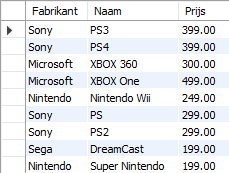 Fabrikant Naam Prijs
Sony PS3 399.00
Sony PS4 399.00
Microsoft XBOX 360 300.00
Microsoft XBOX One 499.00
Nintendo Nintendo Wii 249.00
Sony PS 299.00
Sony PS2 299.00
Sega DreamCast 199.00
Nintendo Super Nintendo 199.00